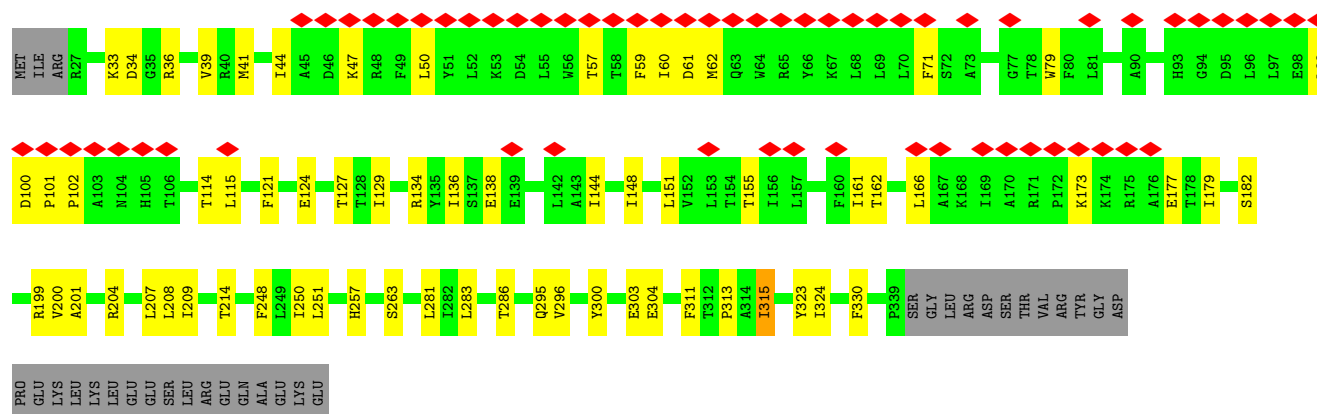 MET ILE ARG R27 K33 D34 G35 R36 V39 R40 M41 I44 A45 D46 K47 R48 F49 L50 Y51 L52 K53 D54 L55 W56 T57 T58 F59 I60 D61 M62 Q63 W64 R65 Y66 K67 L68 L69 L70 F71 S72 A73 G77 T78 W79 F80 L81 A90 H93 G94 D95 L96 L97 E98
D100 P101 P102 A103 N104 H105 T106 T114 L115 F121 E124 T127 T128 I129 R134 Y135 I136 S137 E138 E139 L142 A143 I144 I148 L151 V152 L153 T154 T155 I156 L157 F160 I161 T162 L166 A167 K168 I169 A170 R171 P172 K173 K174 R175 A176 E177 T178 I179 S182
R199 V200 A201 R204 L207 L208 I209 T214 F248 L249 I250 L251 H257 S263 L281 I282 L283 T286 Q295 V296 Y300 E303 E304 F311 T312 P313 A314 I315 Y323 I324 F330 P339 SER GLY LEU ARG ASP SER THR VAL ARG TYR GLY ASP
PRO GLU LYS LEU LYS LEU GLU GLU SER LEU ARG GLU GLN ALA GLU LYS GLU